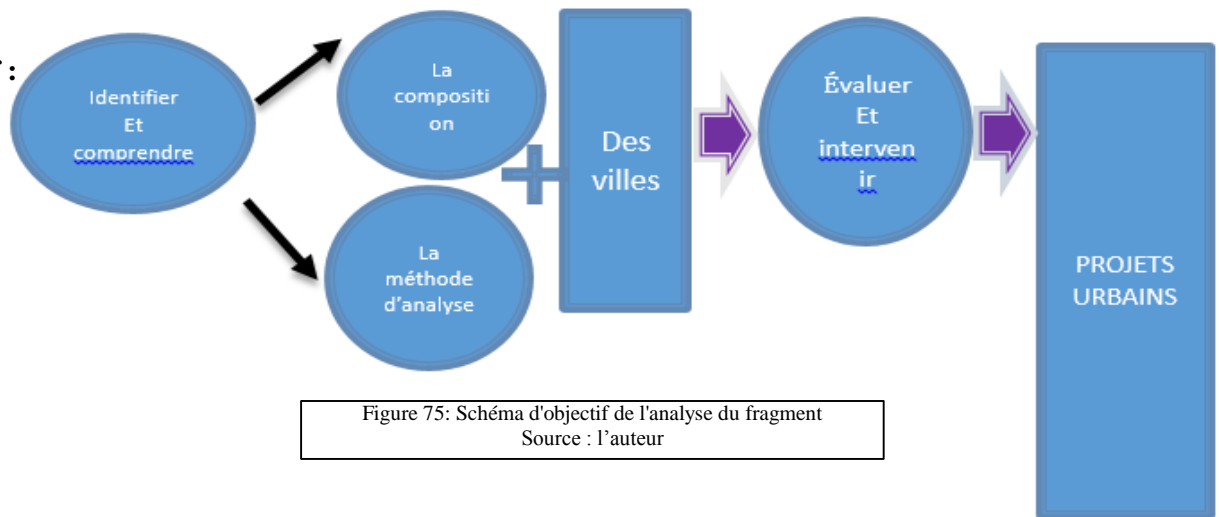 :
Identifier
Et
comprendre
La
compositi
on
La
méthode
d'analyse
Des
villes
Évaluer
Et
interven
ir
PROJETS
URBAINS
Figure 75: Schéma d'objectif de l'analyse du fragment
Source : l’auteur